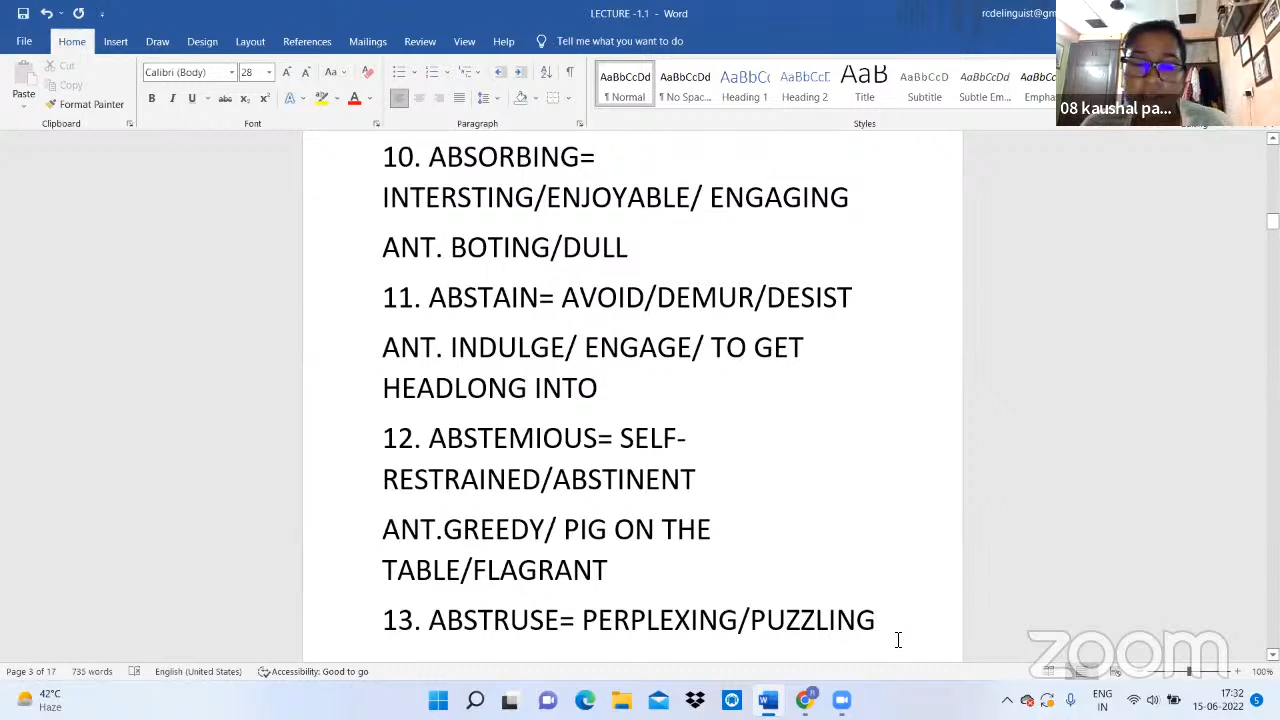 LECTURE -1.1 - Word
rcdelinguist@gm
File Home Insert Draw Design Layout References Mailings Review View Help Tell me what you want to do
Paste
Cut
Copy
Format Painter
Calibri (Body) 28
AaBbCcDd AaBbCcDd AaBbCc AaBbCcD AaB AaBbCcD AaBbCcDd AaBbCcDd
¶ Normal ¶ No Spac... Heading 1 Heading 2 Title Subtitle Subtle Em... Empha
Clipboard Font Paragraph Styles
08 kaushal pa...
10. ABSORBING=
INTERSTING/ENJOYABLE/ ENGAGING
ANT. BOTING/DULL
11. ABSTAIN= AVOID/DEMUR/DESIST
ANT. INDULGE/ ENGAGE/ TO GET
HEADLONG INTO
12. ABSTEMIOUS= SELF-
RESTRAINED/ABSTINENT
ANT.GREEDY/ PIG ON THE
TABLE/FLAGRANT
13. ABSTRUSE= PERPLEXING/PUZZLING
zoom
Page 3 of 17 735 words English (United States) Accessibility: Good to go 100%
42°C
Haze
ENG
IN
17:32
15-06-2022
5